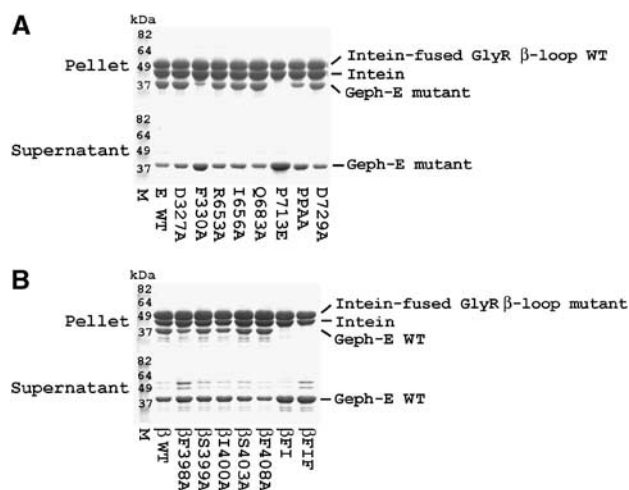 A
kDa
82
64
49
37
Pellet
Intein-fused GlyR β-loop WT
Intein
Geph-E mutant
82
64
49
37
Supernatant
Geph-E mutant
M
E WT
D327A
F330A
R653A
I656A
Q683A
P713E
PPAA
D729A
B
kDa
82
64
49
37
Pellet
Intein-fused GlyR β-loop mutant
Intein
Geph-E WT
82
64
49
37
Supernatant
Geph-E WT
M
βWT
βF398A
βS399A
βI400A
βS403A
βF408A
βFI
βFIF